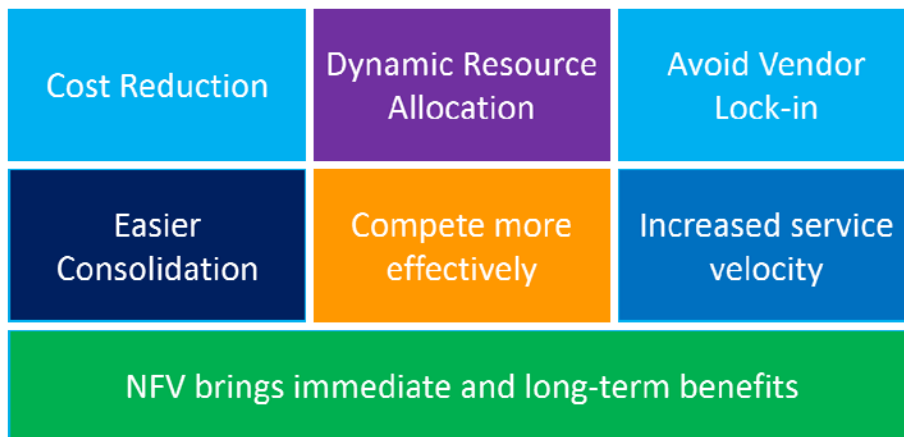 Cost Reduction
Dynamic Resource
Allocation
Avoid Vendor
Lock-in
Easier
Consolidation
Compete more
effectively
Increased service
velocity
NFV brings immediate and long-term benefits